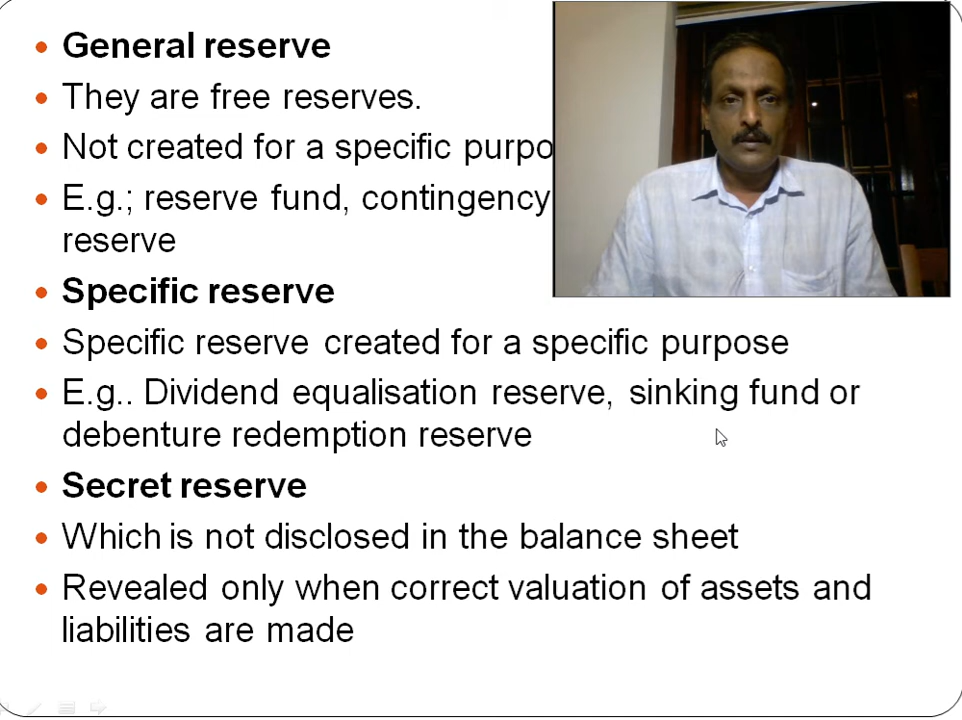 General reserve
They are free reserves.
Not created for a specific purpo
E.g.; reserve fund, contingency
reserve
Specific reserve
Specific reserve created for a specific purpose
E.g.. Dividend equalisation reserve, sinking fund or
debenture redemption reserve
Secret reserve
Which is not disclosed in the balance sheet
Revealed only when correct valuation of assets and
liabilities are made